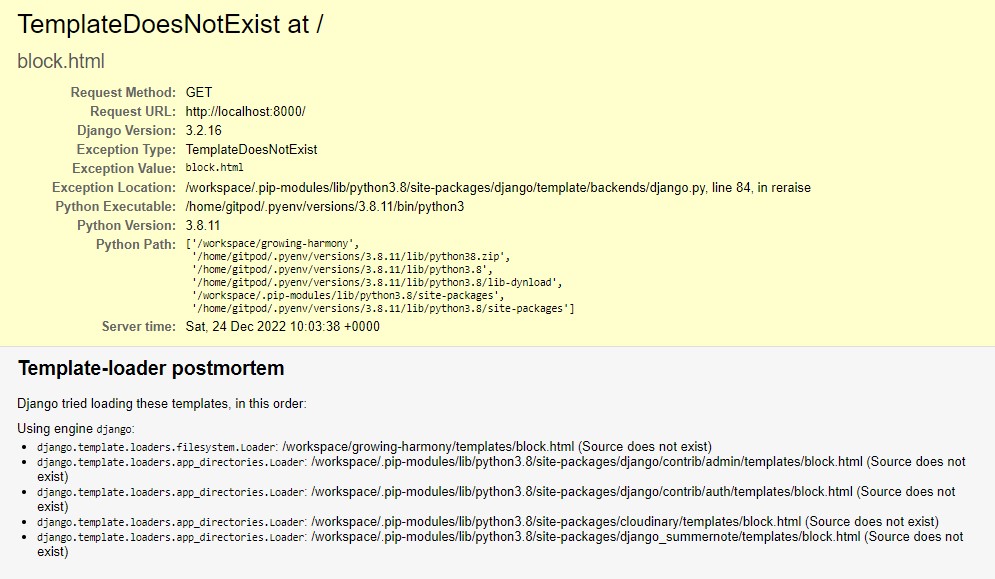 TemplateDoesNotExist at /
block.html
Request Method: GET
Request URL: http://localhost:8000/
Django Version: 3.2.16
Exception Type: TemplateDoesNotExist
Exception Value: block.html
Exception Location: /workspace/.pip-modules/lib/python3.8/site-packages/django/template/backends/django.py, line 84, in reraise
Python Executable: /home/gitpod/.pyenv/versions/3.8.11/bin/python3
Python Version: 3.8.11
Python Path: ['/workspace/growing-harmony',
'/home/gitpod/.pyenv/versions/3.8.11/lib/python38.zip',
'/home/gitpod/.pyenv/versions/3.8.11/lib/python3.8',
'/home/gitpod/.pyenv/versions/3.8.11/lib/python3.8/lib-dynload',
'/workspace/.pip-modules/lib/python3.8/site-packages',
'/home/gitpod/.pyenv/versions/3.8.11/lib/python3.8/site-packages']
Server time: Sat, 24 Dec 2022 10:03:38 +0000
Template-loader postmortem
Django tried loading these templates, in this order:
Using engine django:
• django.template.loaders.filesystem.Loader: /workspace/growing-harmony/templates/block.html (Source does not exist)
• django.template.loaders.app_directories.Loader: /workspace/.pip-modules/lib/python3.8/site-packages/django/contrib/admin/templates/block.html (Source does not
exist)
• django.template.loaders.app_directories.Loader: /workspace/.pip-modules/lib/python3.8/site-packages/django/contrib/auth/templates/block.html (Source does not
exist)
• django.template.loaders.app_directories.Loader: /workspace/.pip-modules/lib/python3.8/site-packages/cloudinary/templates/block.html (Source does not exist)
• django.template.loaders.app_directories.Loader: /workspace/.pip-modules/lib/python3.8/site-packages/django_summernote/templates/block.html (Source does not
exist)